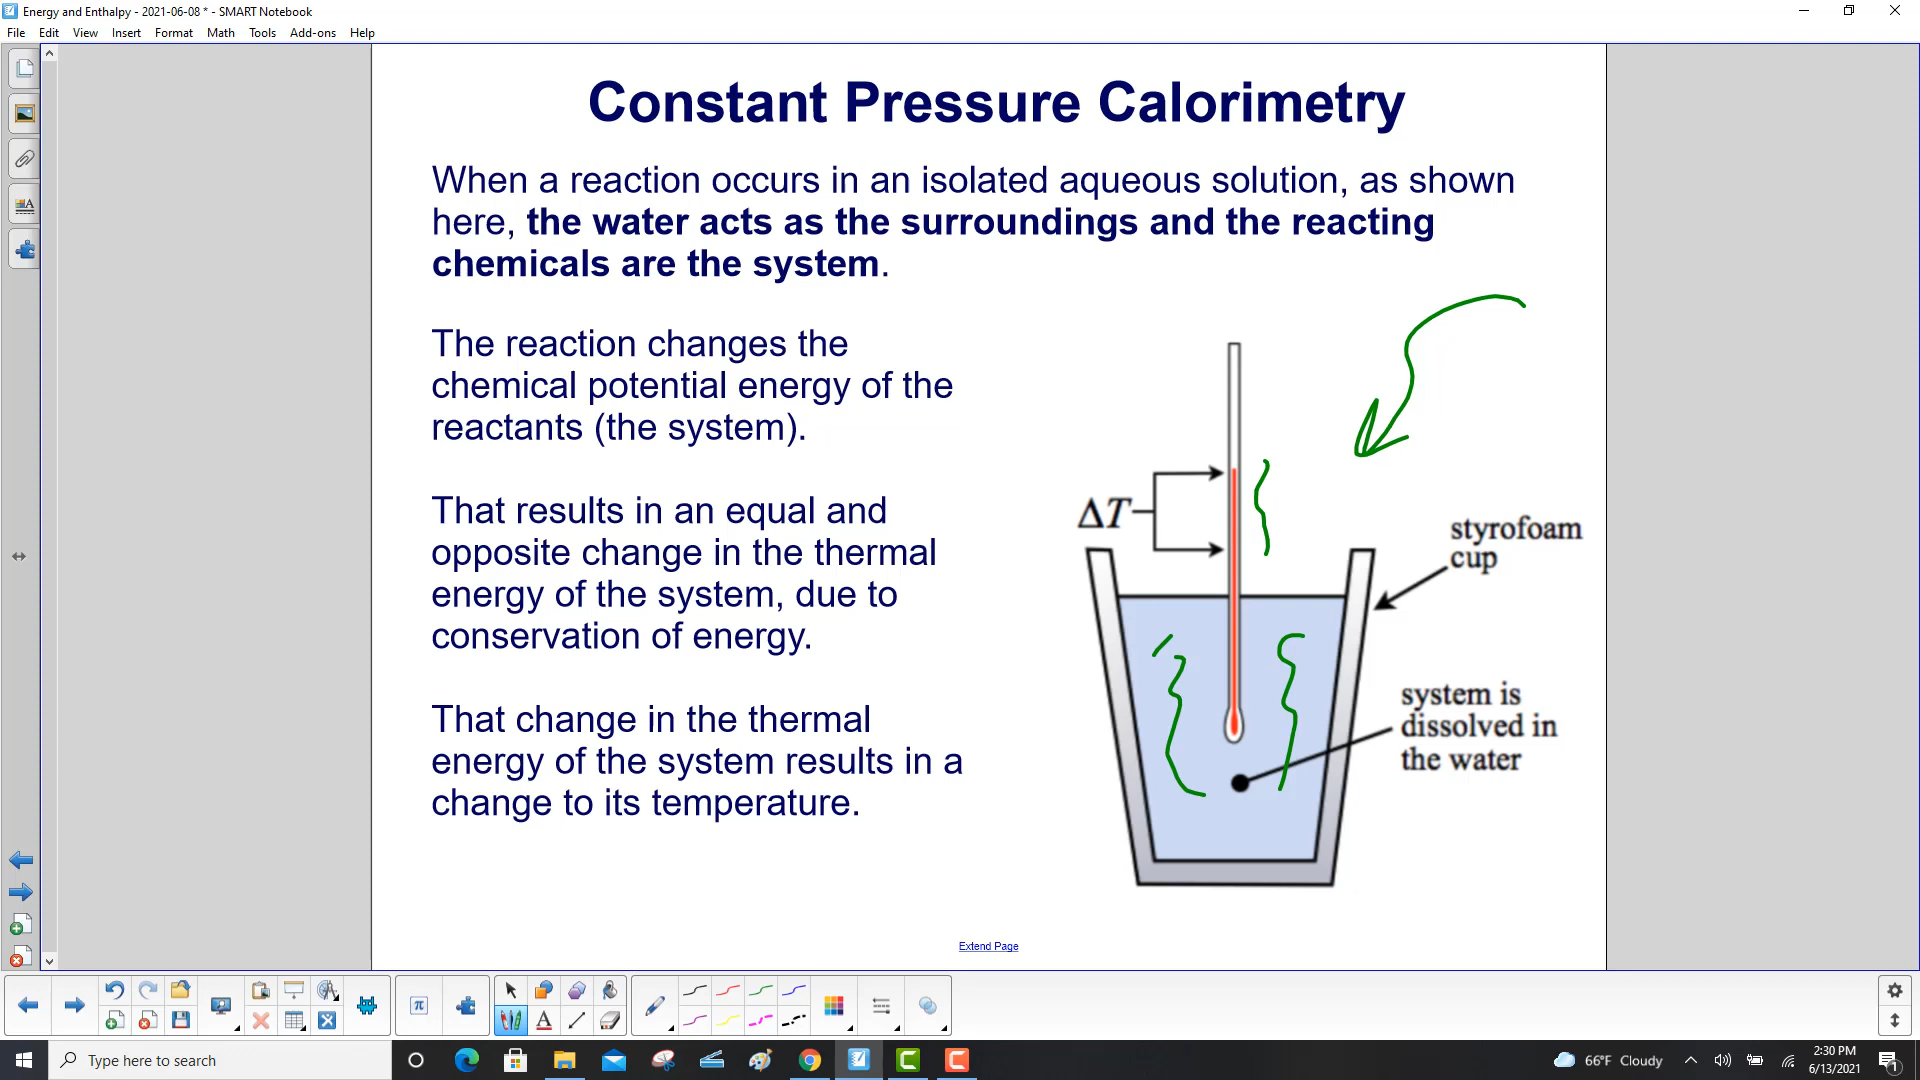 Energy and Enthalpy - 2021-06-08 * - SMART Notebook
File Edit View Insert Format Math Tools Add-ons Help
Constant Pressure Calorimetry
When a reaction occurs in an isolated aqueous solution, as shown
here, the water acts as the surroundings and the reacting
chemicals are the system.
The reaction changes the
chemical potential energy of the
reactants (the system).
That results in an equal and
opposite change in the thermal
energy of the system, due to
conservation of energy.
That change in the thermal
energy of the system results in a
change to its temperature.
ΔT
styrofoam
cup
system is
dissolved in
the water
Extend Page
π
A
Type here to search
66°F Cloudy
2:30 PM
6/13/2021
1